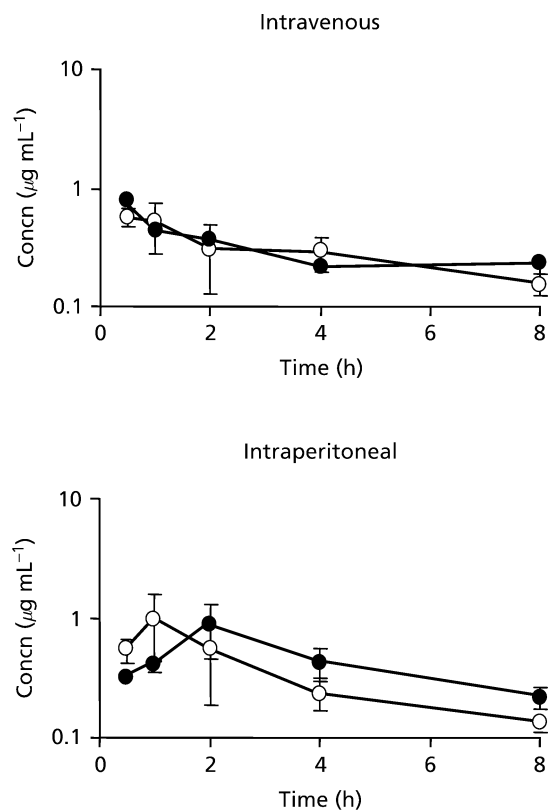 Intravenous
10
1
0.1
Concn (µg mL⁻¹)
0 2 4 6 8
Time (h)
Intraperitoneal
10
1
0.1
Concn (µg mL⁻¹)
0 2 4 6 8
Time (h)